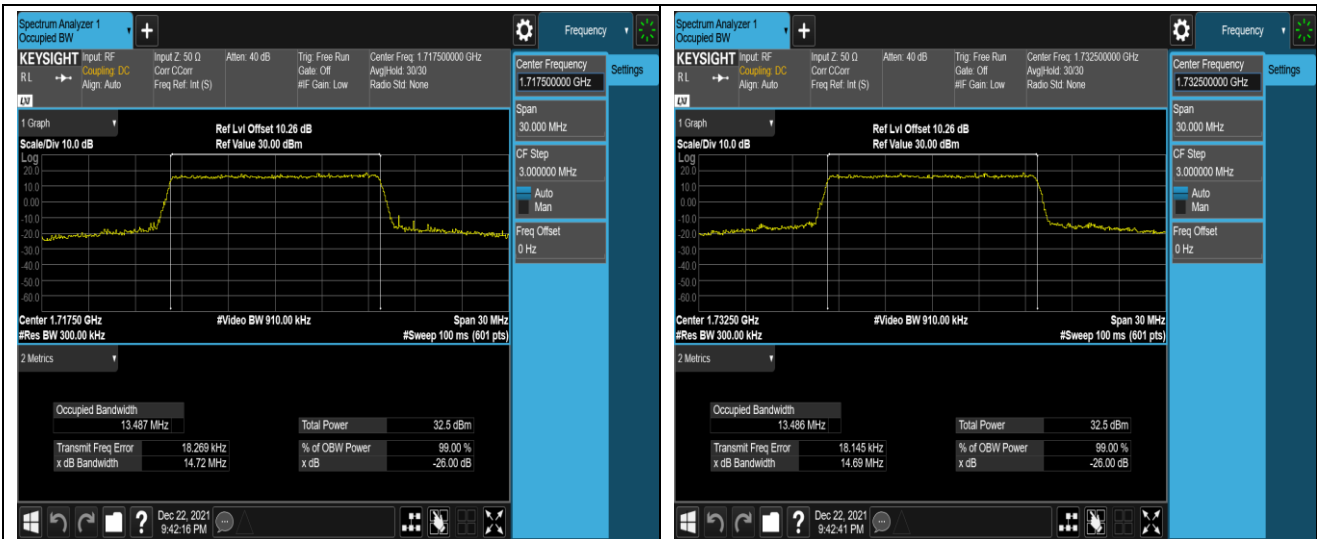 Spectrum Analyzer 1
Occupied BW
+
Frequency
KEYSIGHT
R L
LXI
Input: RF
Coupling: DC
Align: Auto
Input Z: 50 Ω
Corr CCorr
Freq Ref: Int (S)
Atten: 40 dB
Trig: Free Run
Gate: Off
#IF Gain: Low
Center Freq: 1.717500000 GHz
Avg|Hold: 30/30
Radio Std: None
Center Frequency
1.717500000 GHz
Settings
Span
30.000 MHz
CF Step
3.000000 MHz
Auto
Man
Freq Offset
0 Hz
1 Graph
Scale/Div 10.0 dB
Ref Lvl Offset 10.26 dB
Ref Value 30.00 dBm
Log
20.0
10.0
0.00
-10.0
-20.0
-30.0
-40.0
-50.0
-60.0
Center 1.71750 GHz
#Video BW 910.00 kHz
Span 30 MHz
#Res BW 300.00 kHz
#Sweep 100 ms (601 pts)
2 Metrics
Occupied Bandwidth
13.487 MHz
Total Power 32.5 dBm
Transmit Freq Error 18.269 kHz
% of OBW Power 99.00 %
x dB Bandwidth 14.72 MHz
x dB -26.00 dB
?
Dec 22, 2021
9:42:16 PM
Spectrum Analyzer 1
Occupied BW
+
Frequency
KEYSIGHT
R L
LXI
Input: RF
Coupling: DC
Align: Auto
Input Z: 50 Ω
Corr CCorr
Freq Ref: Int (S)
Atten: 40 dB
Trig: Free Run
Gate: Off
#IF Gain: Low
Center Freq: 1.732500000 GHz
Avg|Hold: 30/30
Radio Std: None
Center Frequency
1.732500000 GHz
Settings
Span
30.000 MHz
CF Step
3.000000 MHz
Auto
Man
Freq Offset
0 Hz
1 Graph
Scale/Div 10.0 dB
Ref Lvl Offset 10.26 dB
Ref Value 30.00 dBm
Log
20.0
10.0
0.00
-10.0
-20.0
-30.0
-40.0
-50.0
-60.0
Center 1.73250 GHz
#Video BW 910.00 kHz
Span 30 MHz
#Res BW 300.00 kHz
#Sweep 100 ms (601 pts)
2 Metrics
Occupied Bandwidth
13.486 MHz
Total Power 32.5 dBm
Transmit Freq Error 18.145 kHz
% of OBW Power 99.00 %
x dB Bandwidth 14.69 MHz
x dB -26.00 dB
?
Dec 22, 2021
9:42:41 PM